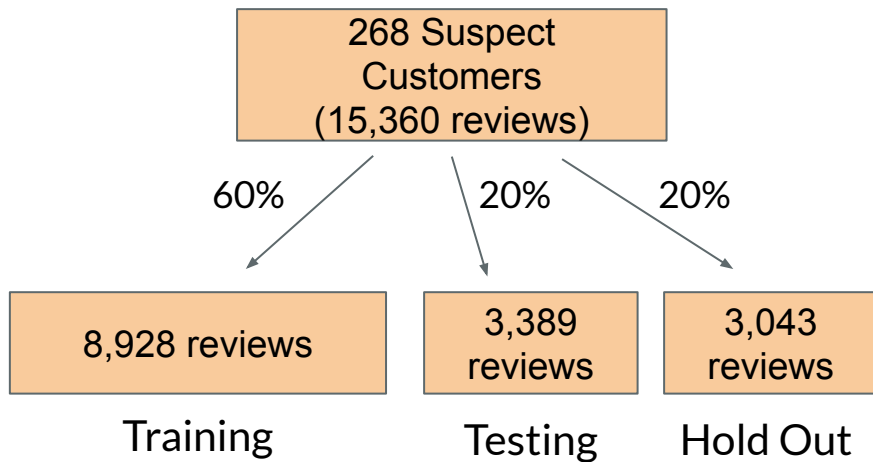 268 Suspect
Customers
(15,360 reviews)
60%
20%
20%
8,928 reviews
3,389
reviews
3,043
reviews
Training
Testing
Hold Out